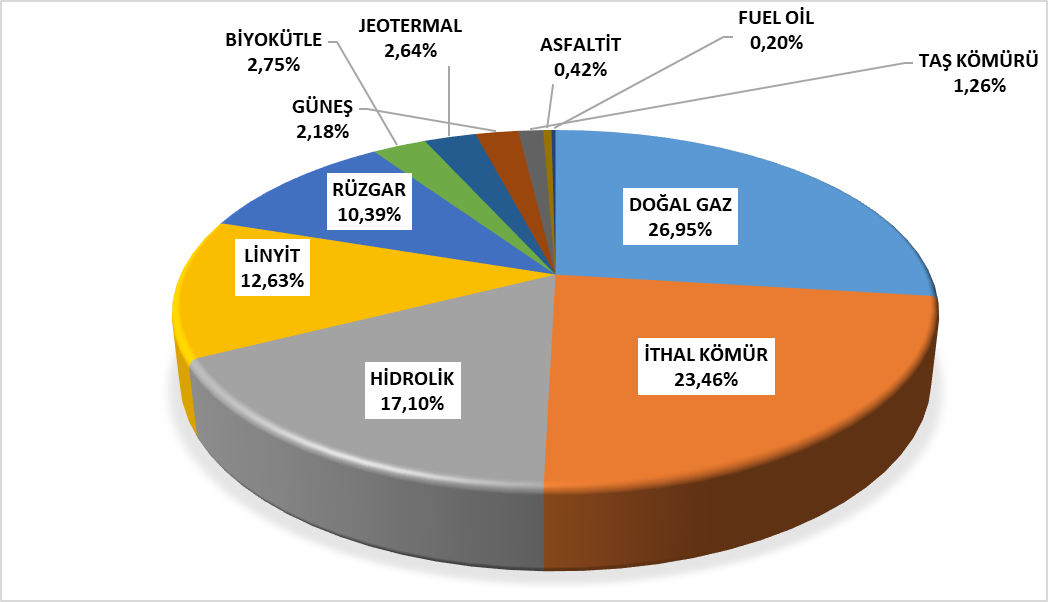 FUEL OİL
0,20%
JEOTERMAL
2,64%
BİYOKÜTLE
2,75%
ASFALTİT
0,42%
TAŞ KÖMÜRÜ
1,26%
GÜNEŞ
2,18%
RÜZGAR
10,39%
DOĞAL GAZ
26,95%
LİNYİT
12,63%
İTHAL KÖMÜR
23,46%
HİDROLİK
17,10%